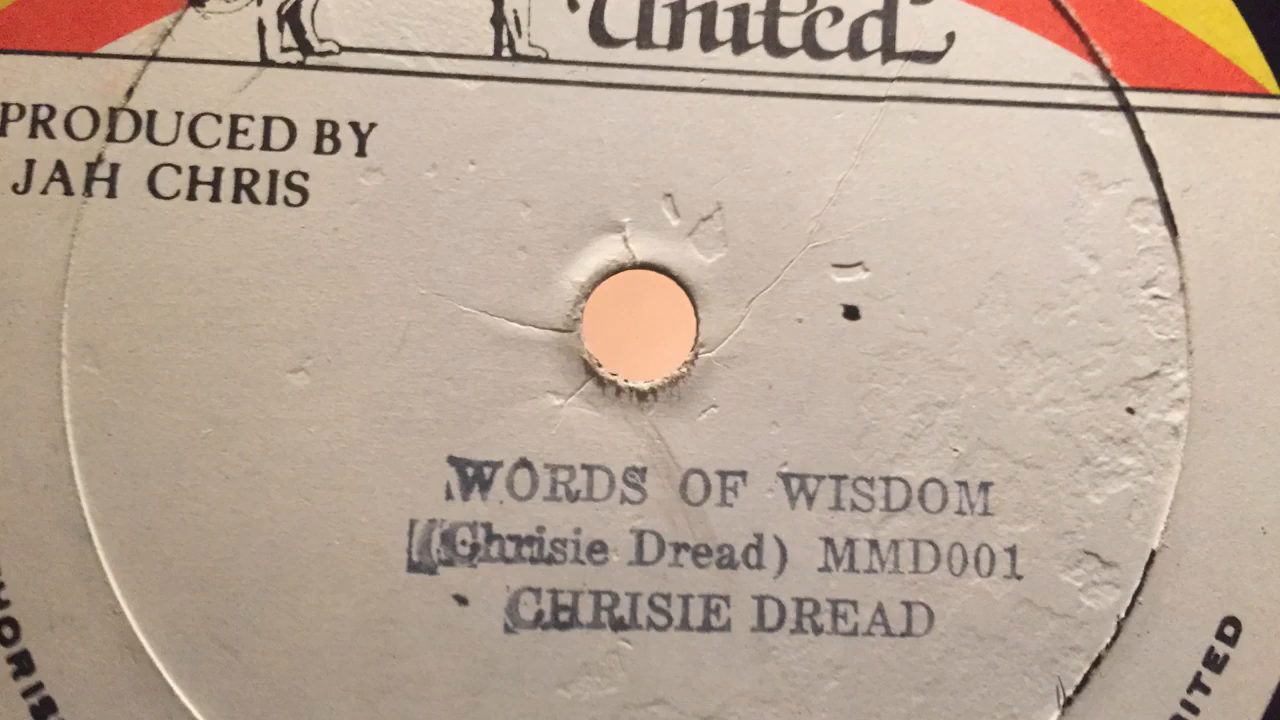 United
PRODUCED BY
JAH CHRIS
WORDS OF WISDOM
(Chrisie Dread) MMD001
CHRISIE DREAD